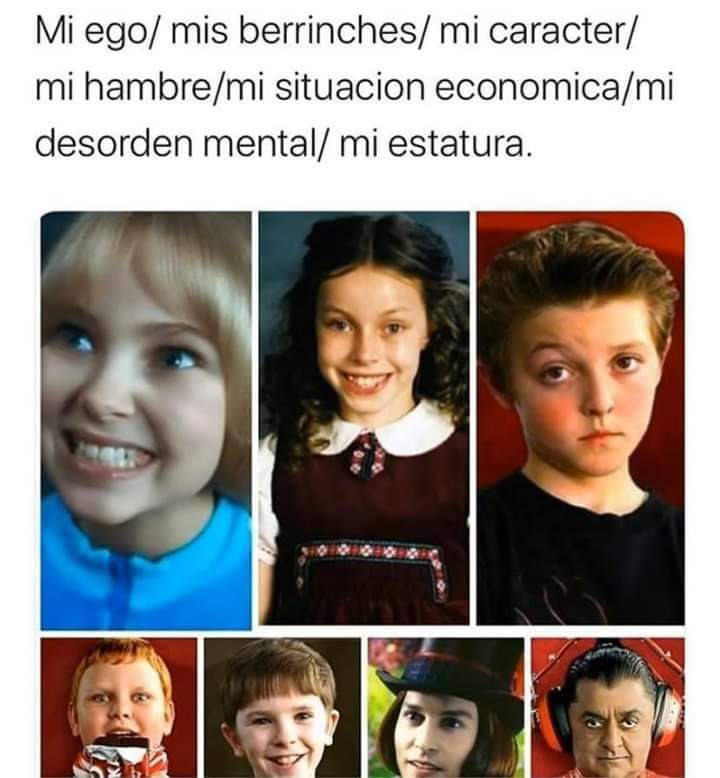 Mi ego/ mis berrinches/ mi caracter/
mi hambre/mi situacion economica/mi
desorden mental/ mi estatura.